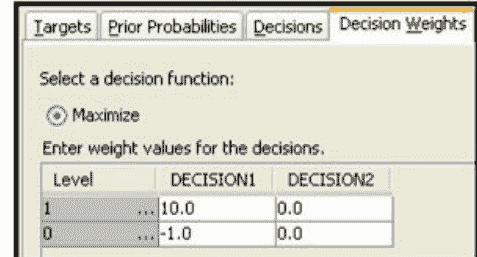 Targets Prior Probabilities Decisions Decision Weights
Select a decision function:
Maximize
Enter weight values for the decisions.
Level DECISION1 DECISION2
1 ... 10.0 0.0
0 ... -1.0 0.0